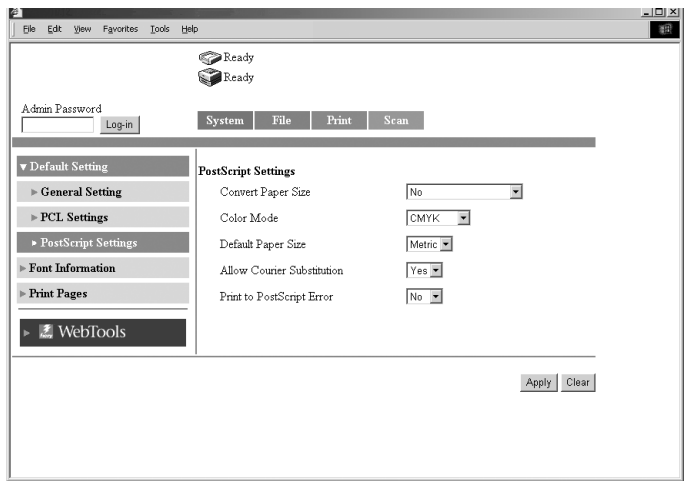 File Edit View Favorites Tools Help
Ready
Ready
Admin Password
Log-in
System File Print Scan
Default Setting
General Setting
PCL Settings
PostScript Settings
Font Information
Print Pages
WebTools
PostScript Settings
Convert Paper Size No
Color Mode CMYK
Default Paper Size Metric
Allow Courier Substitution Yes
Print to PostScript Error No
Apply Clear